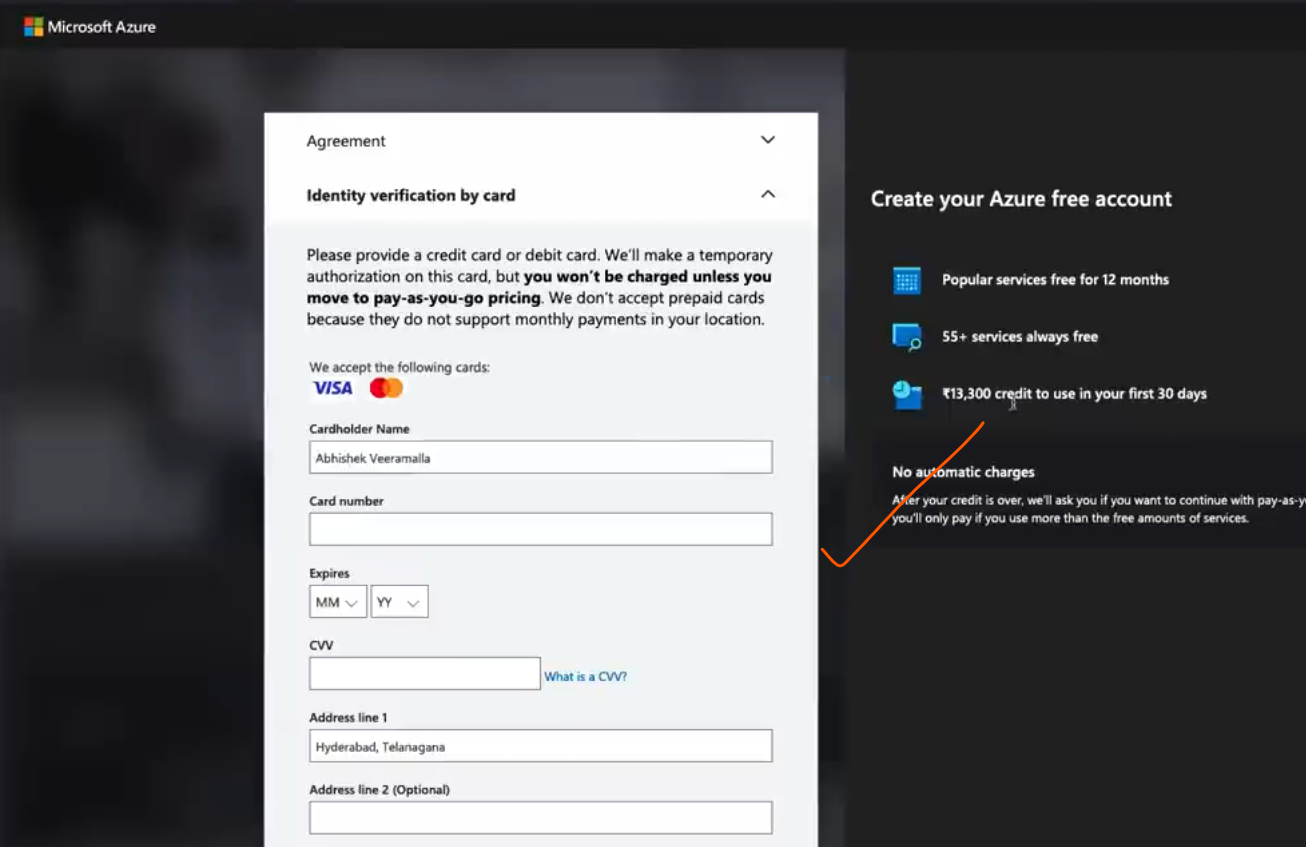 Microsoft Azure
Agreement
Identity verification by card
Please provide a credit card or debit card. We'll make a temporary
authorization on this card, but you won't be charged unless you
move to pay-as-you-go pricing. We don't accept prepaid cards
because they do not support monthly payments in your location.
We accept the following cards:
VISA
Cardholder Name
Abhishek Veeramalla
Card number
Expires
MM YY
CVV
What is a CVV?
Address line 1
Hyderabad, Telanagana
Address line 2 (Optional)
Create your Azure free account
Popular services free for 12 months
55+ services always free
₹13,300 credit to use in your first 30 days
No automatic charges
After your credit is over, we'll ask you if you want to continue with pay-as-y
you'll only pay if you use more than the free amounts of services.